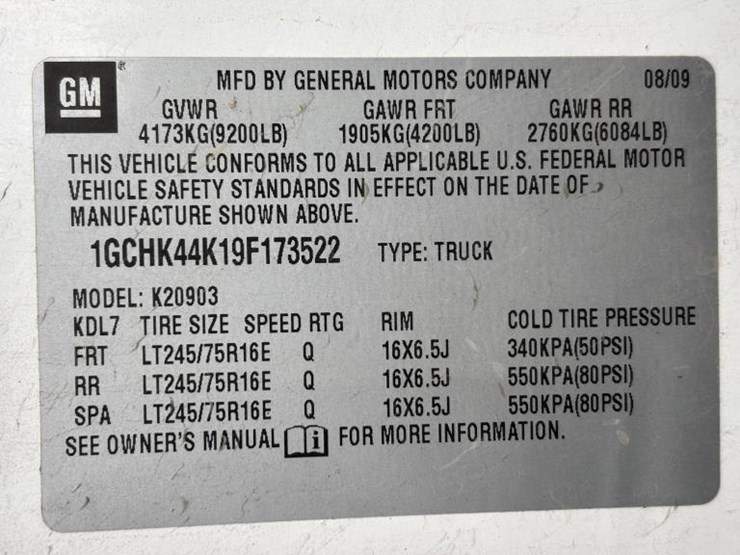 GM MFD BY GENERAL MOTORS COMPANY 08/09
GVWR GAWR FRT GAWR RR
4173KG(9200LB) 1905KG(4200LB) 2760KG(6084LB)
THIS VEHICLE CONFORMS TO ALL APPLICABLE U.S. FEDERAL MOTOR
VEHICLE SAFETY STANDARDS IN EFFECT ON THE DATE OF
MANUFACTURE SHOWN ABOVE.
1GCHK44K19F173522 TYPE: TRUCK
MODEL: K20903
KDL7 TIRE SIZE SPEED RTG RIM COLD TIRE PRESSURE
FRT LT245/75R16E Q 16X6.5J 340KPA(50PSI)
RR LT245/75R16E Q 16X6.5J 550KPA(80PSI)
SPA LT245/75R16E Q 16X6.5J 550KPA(80PSI)
SEE OWNER'S MANUAL i FOR MORE INFORMATION.